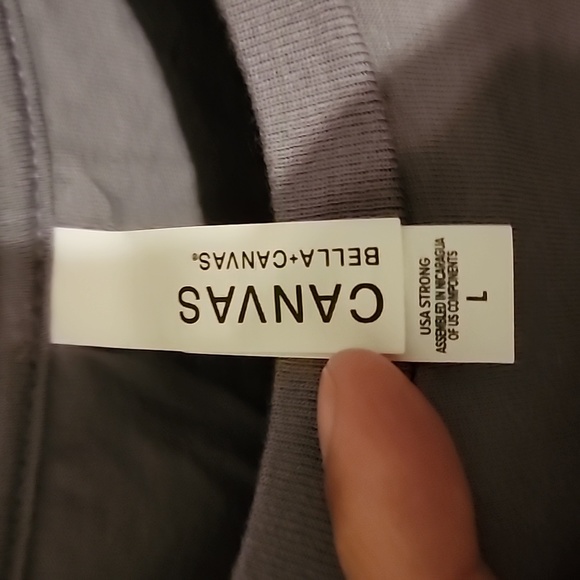 CANVAS
BELLA+CANVAS®
USA STRONG
ASSEMBLED IN NICARAGUA
OF US COMPONENTS
L